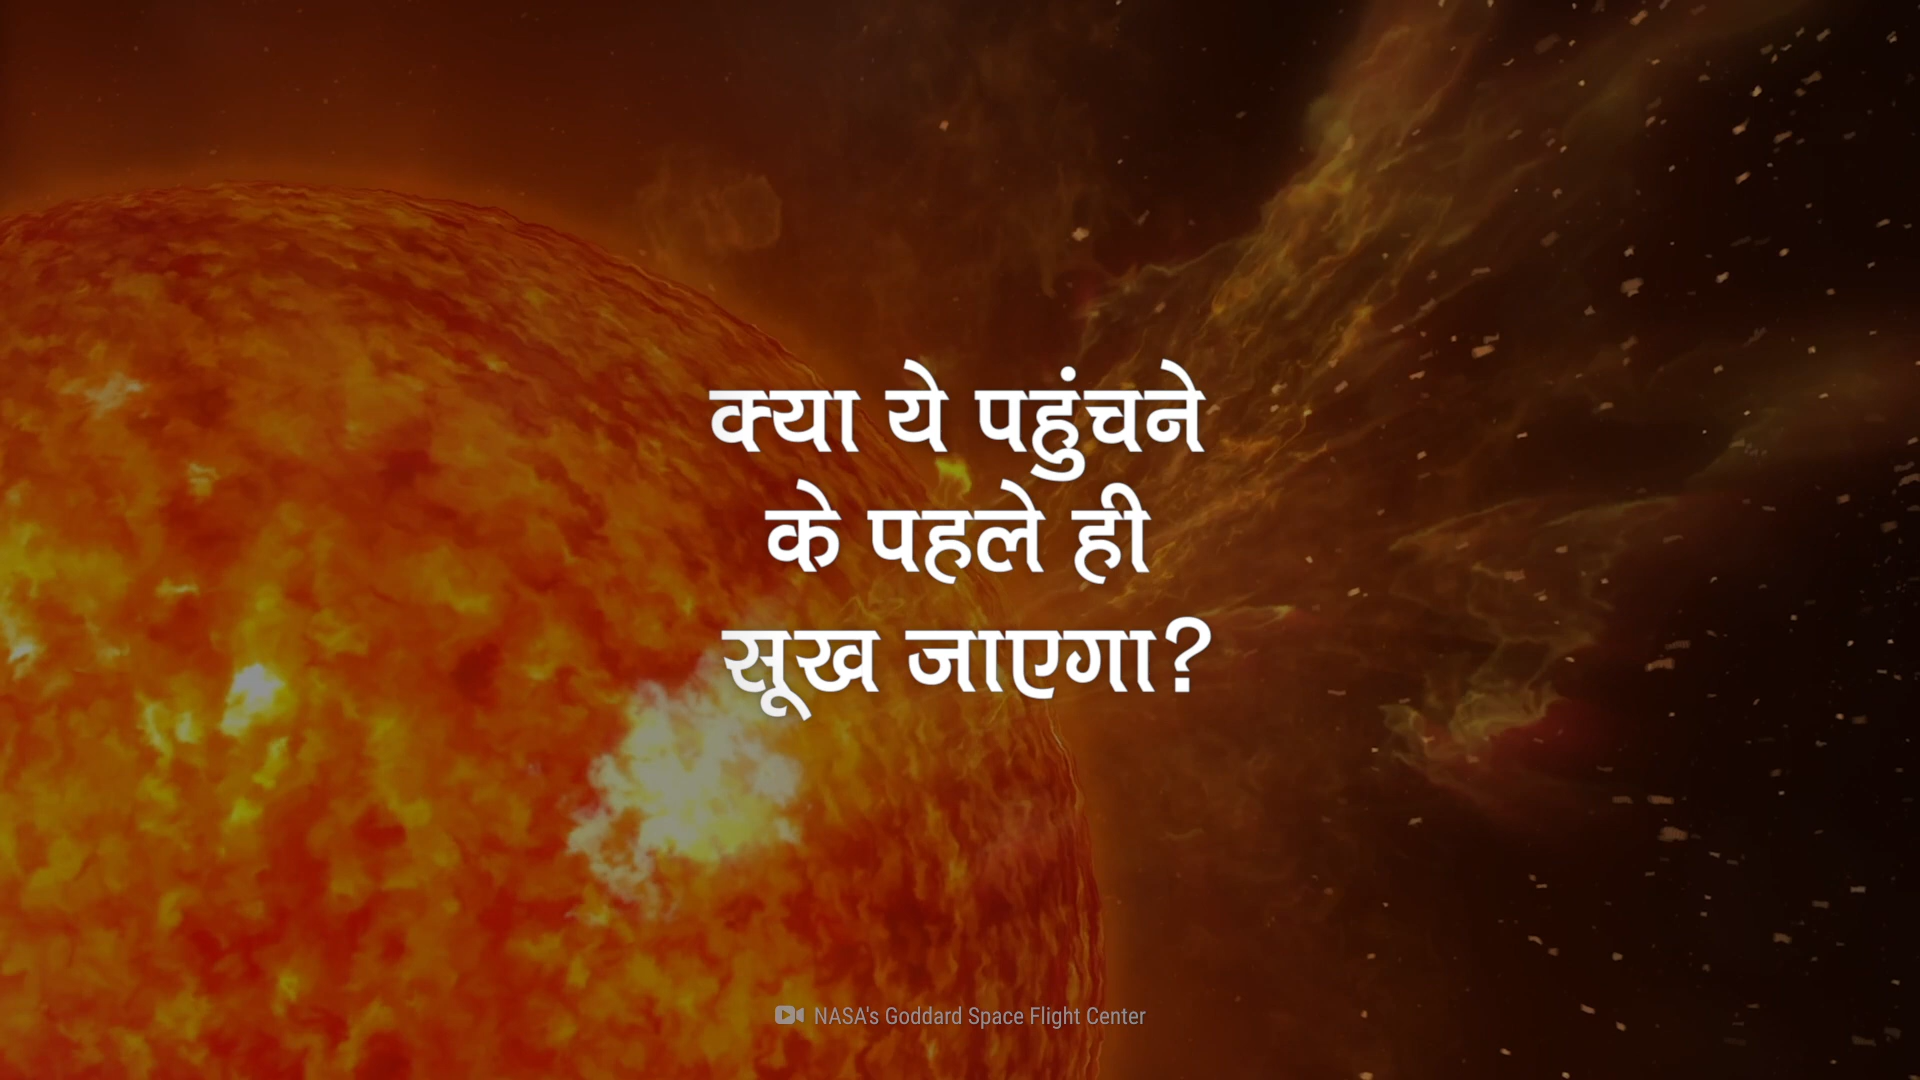 क्या ये पहुंचने
के पहले ही
सूख जाएगा?
NASA's Goddard Space Flight Center